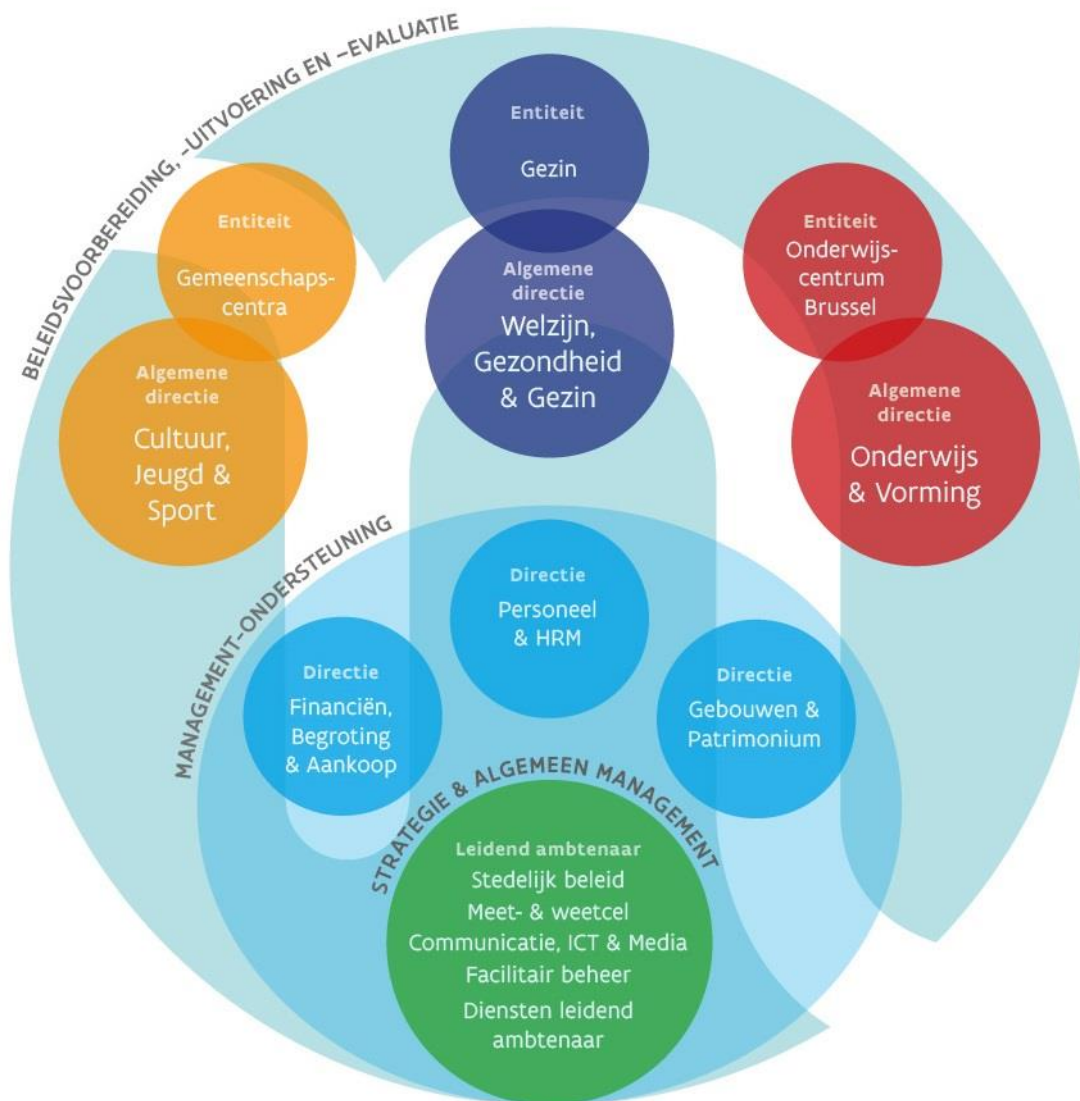 BELEIDSVOORBEREIDING, -UITVOERING EN –EVALUATIE
Entiteit
Gezin
Entiteit
Gemeenschaps-
centra
Entiteit
Onderwijs-
centrum
Brussel
Algemene
directie
Welzijn,
Gezondheid
& Gezin
Algemene
directie
Cultuur,
Jeugd &
Sport
Algemene
directie
Onderwijs
& Vorming
MANAGEMENT-ONDERSTEUNING
Directie
Personeel
& HRM
Directie
Financiën,
Begroting
& Aankoop
Directie
Gebouwen &
Patrimonium
STRATEGIE & ALGEMEEN MANAGEMENT
Leidend ambtenaar
Stedelijk beleid
Meet- & weetcel
Communicatie, ICT & Media
Facilitair beheer
Diensten leidend
ambtenaar